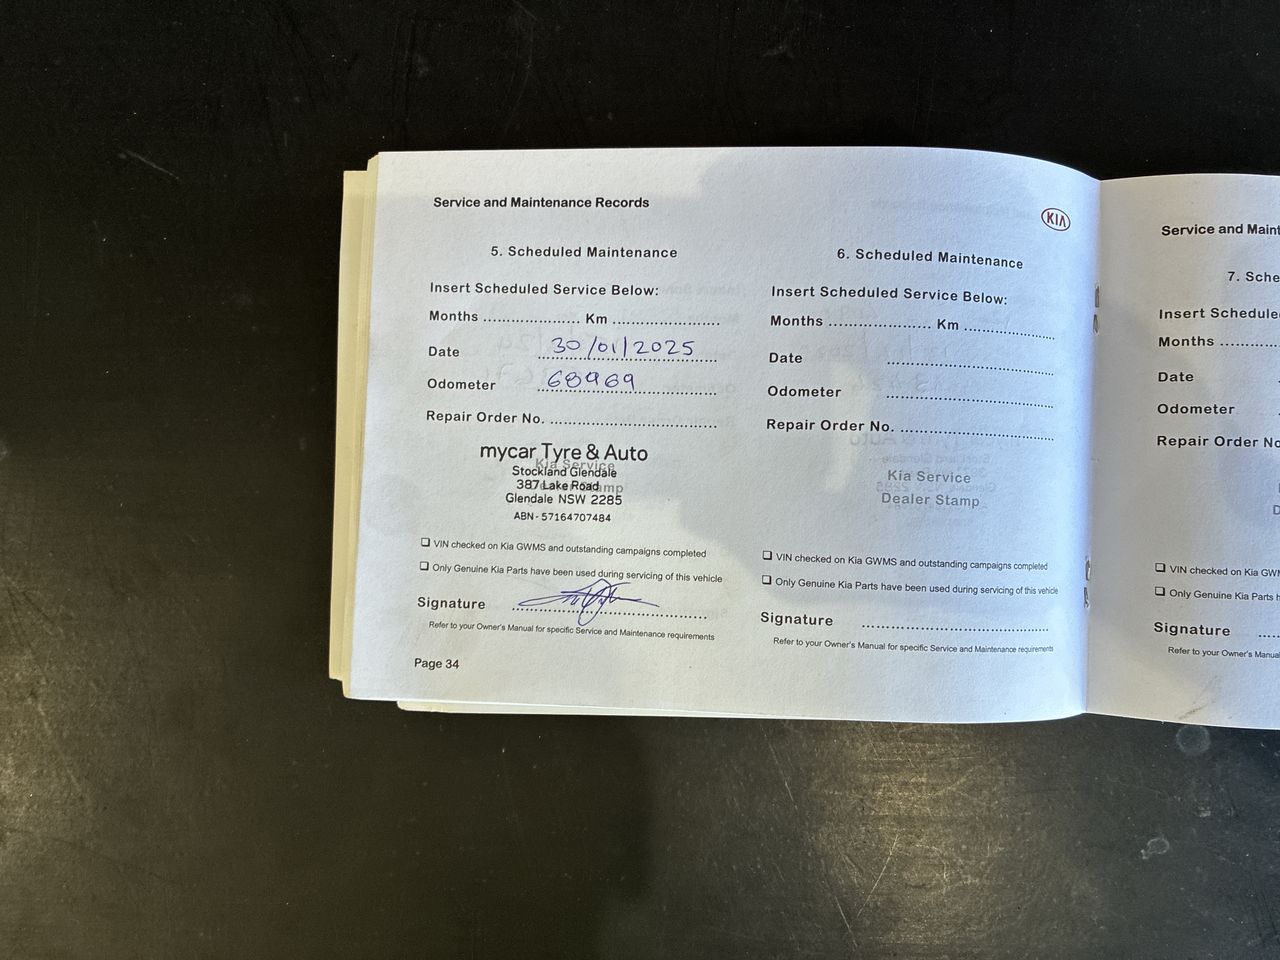 Service and Maintenance Records
KIA
5. Scheduled Maintenance
Insert Scheduled Service Below:
Months .................... Km ......................
Date 30/01/2025
Odometer 68969
Repair Order No. ..................................
mycar Tyre & Auto
Kia Service
Stockland Glendale
387 Lake Road
Glendale NSW 2285
ABN - 57164707484
❑ VIN checked on Kia GWMS and outstanding campaigns completed
❑ Only Genuine Kia Parts have been used during servicing of this vehicle
Signature
Refer to your Owner's Manual for specific Service and Maintenance requirements
Page 34
6. Scheduled Maintenance
Insert Scheduled Service Below:
Months ..................... Km ..................
Date ..................................
Odometer ..................................
Repair Order No. ...............................
Kia Service
Dealer Stamp
❑ VIN checked on Kia GWMS and outstanding campaigns completed
❑ Only Genuine Kia Parts have been used during servicing of this vehicle
Signature ......................................
Refer to your Owner's Manual for specific Service and Maintenance requirements
Service and Maint
7. Sche
Insert Schedule
Months ............
Date
Odometer
Repair Order No
❑ VIN checked on Kia GW
❑ Only Genuine Kia Parts h
Signature ....
Refer to your Owner's Manual